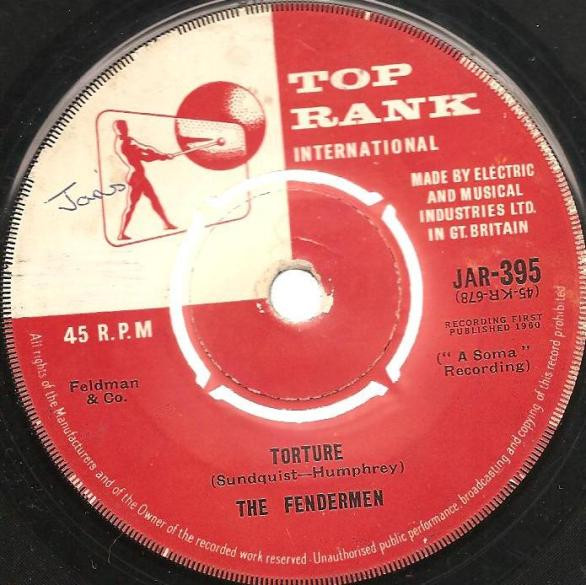 TOP
RANK
INTERNATIONAL
MADE BY ELECTRIC
AND MUSICAL
INDUSTRIES LTD.
IN GT. BRITAIN
JAR-395
(45-KR-678)
RECORDING FIRST
PUBLISHED 1960
(" A Soma "
Recording)
45 R.P.M
Feldman
& Co.
TORTURE
(Sundquist—Humphrey)
THE FENDERMEN
All rights of the Manufacturers and of the Owner of the recorded work reserved · Unauthorised public performance, broadcasting and copying of this record prohibited